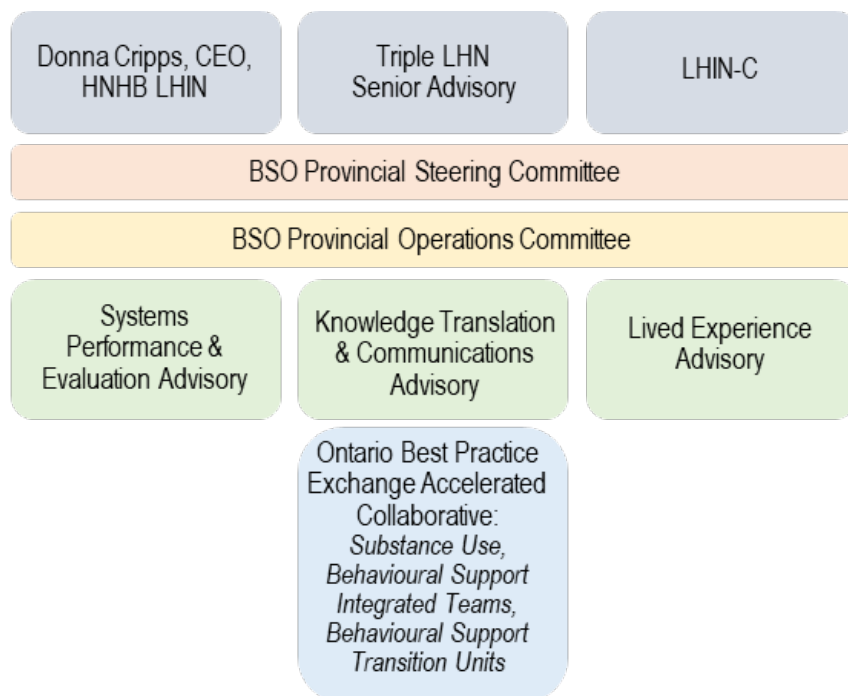 Donna Cripps, CEO,
HNHB LHIN
Triple LHN
Senior Advisory
LHIN-C
BSO Provincial Steering Committee
BSO Provincial Operations Committee
Systems
Performance &
Evaluation Advisory
Knowledge Translation
& Communications
Advisory
Lived Experience
Advisory
Ontario Best Practice
Exchange Accelerated
Collaborative:
Substance Use,
Behavioural Support
Integrated Teams,
Behavioural Support
Transition Units